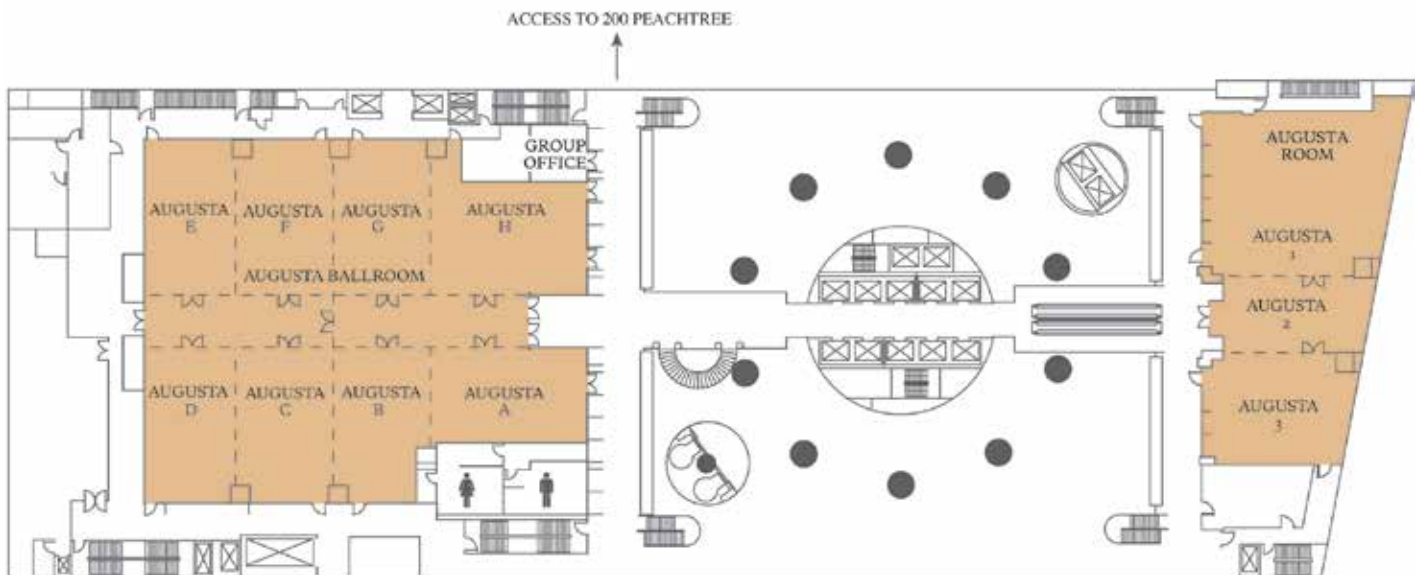 ACCESS TO 200 PEACHTREE
GROUP
OFFICE
AUGUSTA
E
AUGUSTA
F
AUGUSTA
G
AUGUSTA
H
AUGUSTA BALLROOM
AUGUSTA
D
AUGUSTA
C
AUGUSTA
B
AUGUSTA
A
AUGUSTA
ROOM
AUGUSTA
1
AUGUSTA
2
AUGUSTA
3